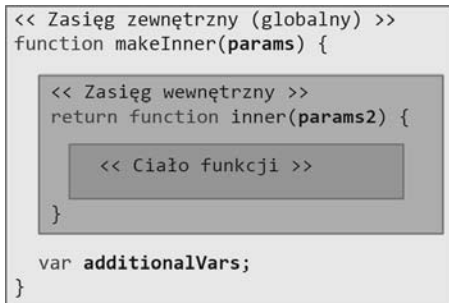 << Zasięg zewnętrzny (globalny) >>
function makeInner(params) {
<< Zasięg wewnętrzny >>
return function inner(params2) {
<< Ciało funkcji >>
}
var additionalVars;
}